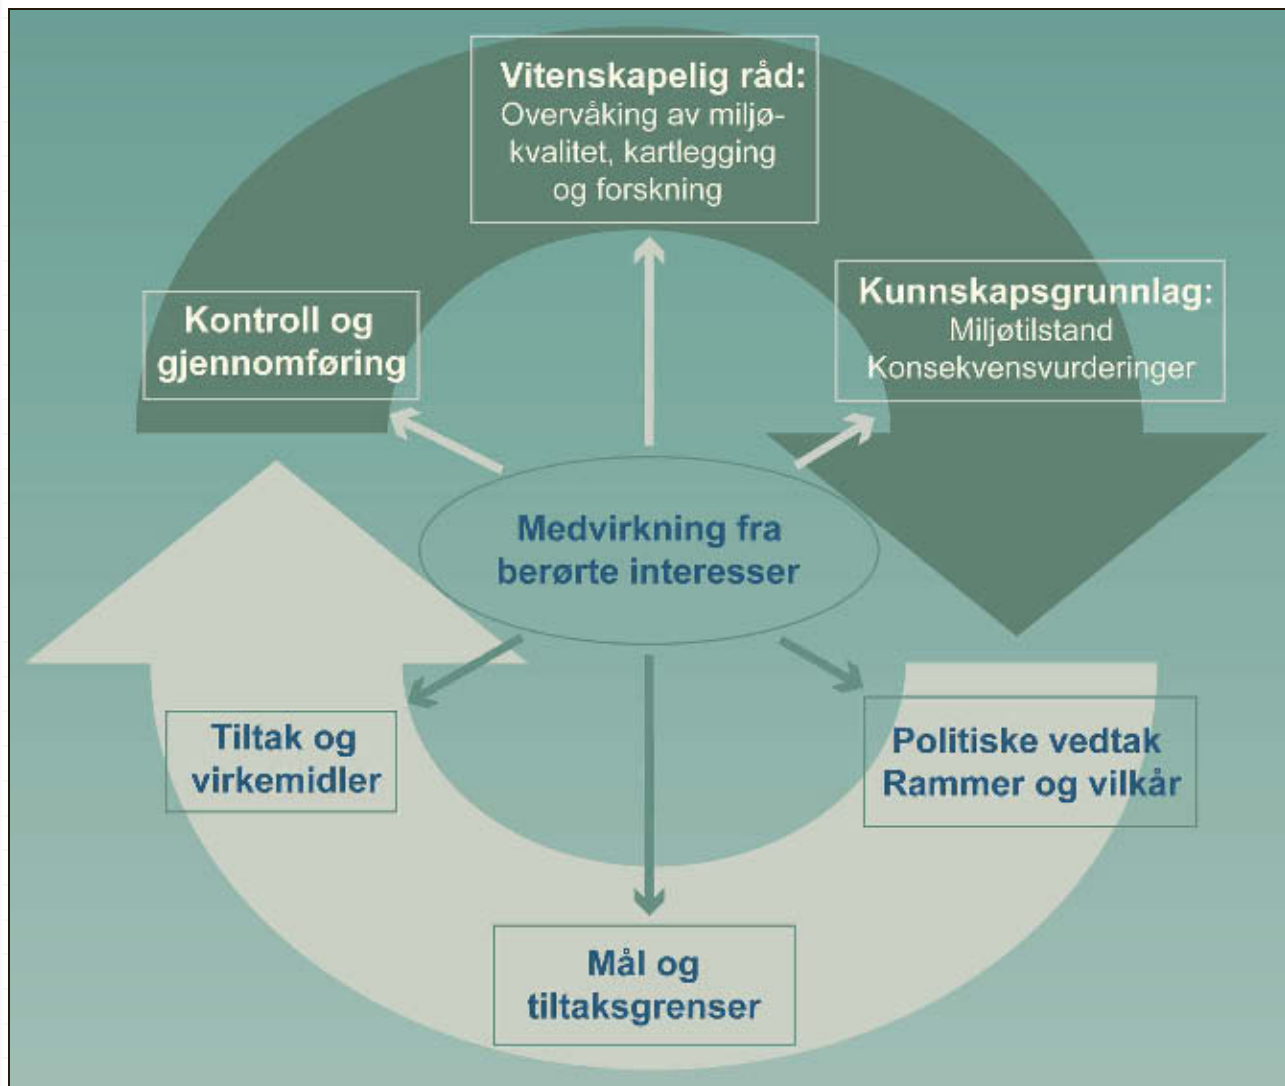 Vitenskapelig råd:
Overvåking av miljø-
kvalitet, kartlegging
og forskning
Kunnskapsgrunnlag:
Miljøtilstand
Konsekvensvurderinger
Kontroll og
gjennomføring
Medvirkning fra
berørte interesser
Tiltak og
virkemidler
Politiske vedtak
Rammer og vilkår
Mål og
tiltaksgrenser